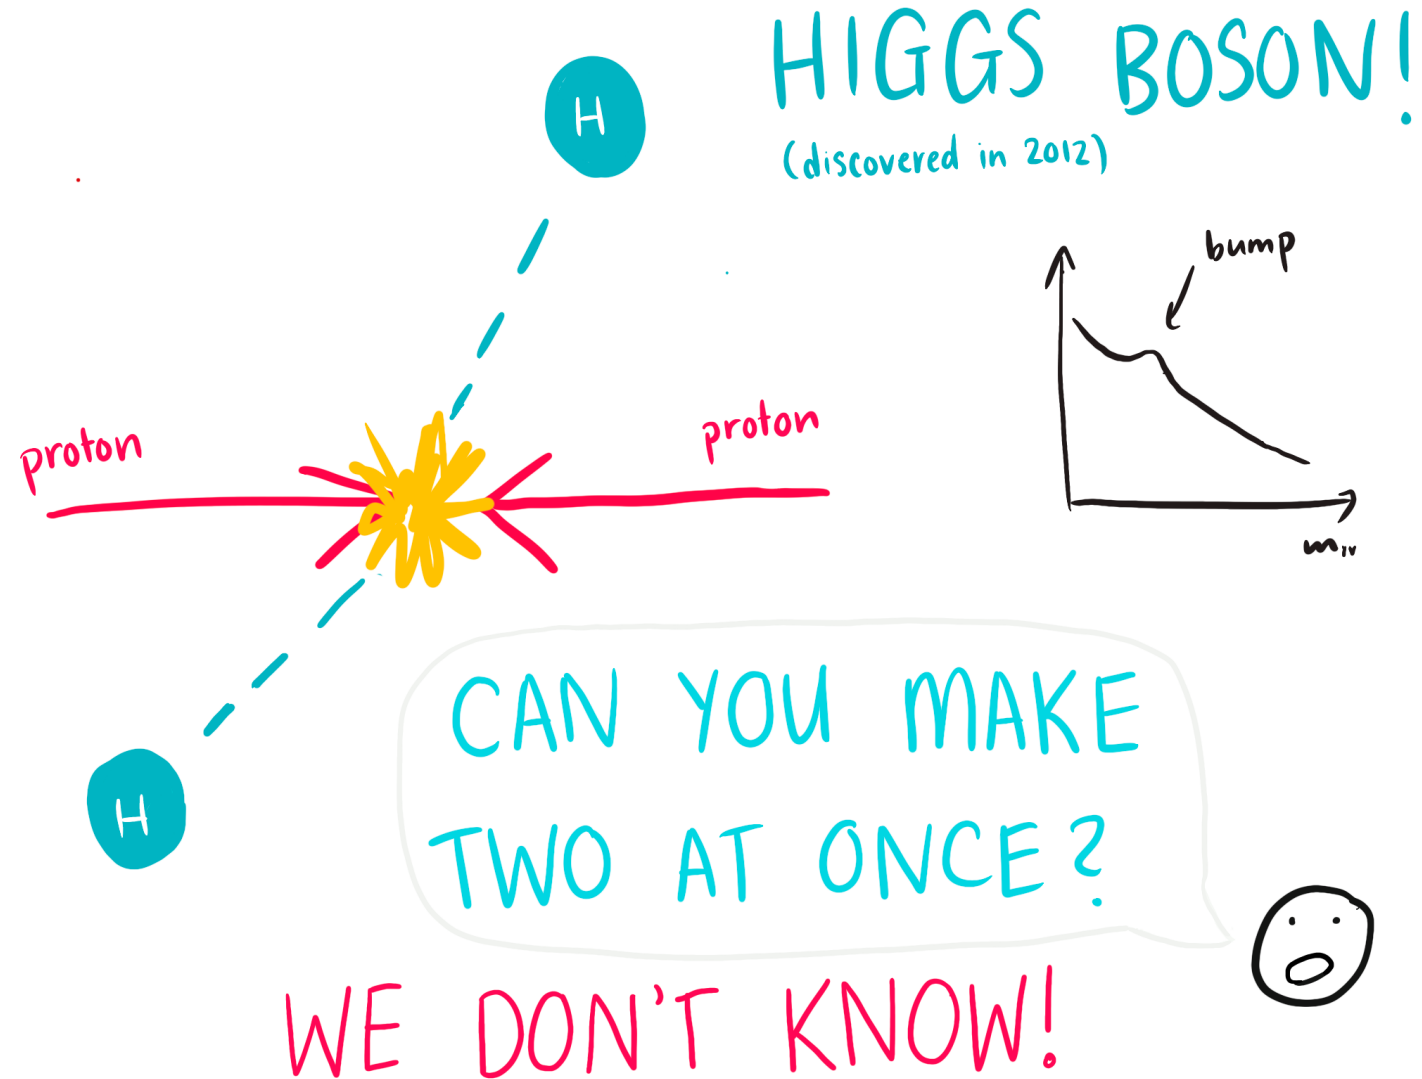 HIGGS BOSON!
(discovered in 2012)
H
bump
proton
proton
H
CAN YOU MAKE
TWO AT ONCE?
WE DON'T KNOW!